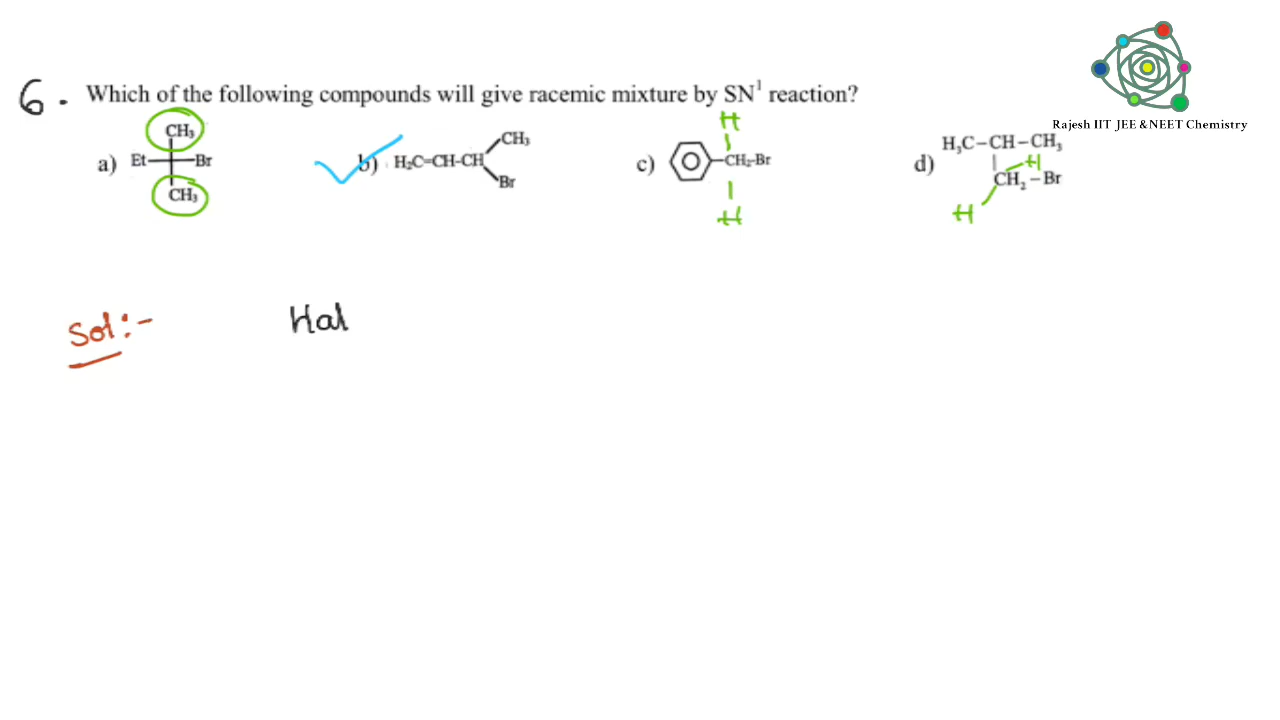 6. Which of the following compounds will give racemic mixture by SN¹ reaction?
Rajesh IIT JEE &NEET Chemistry
a) CH₃
Et Br
CH₃
b) H₂C=CH-CH CH₃
Br
c) H
CH₂-Br
H
d) H₃C-CH-CH₃
H
CH₂-Br
H
Sol:- Hal